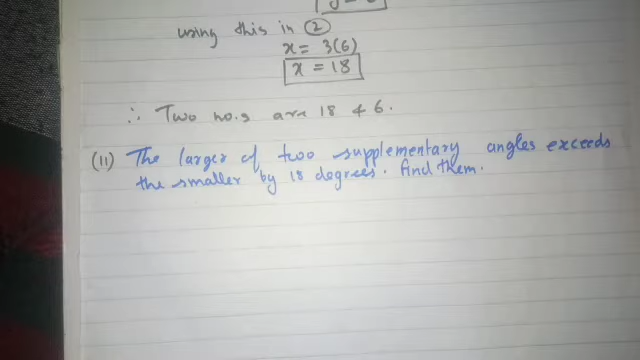 using this in ②
x = 3(6)
x = 18
∴ Two no.s are 18 & 6.
(11) The larger of two supplementary angles exceeds
the smaller by 18 degrees. find them.